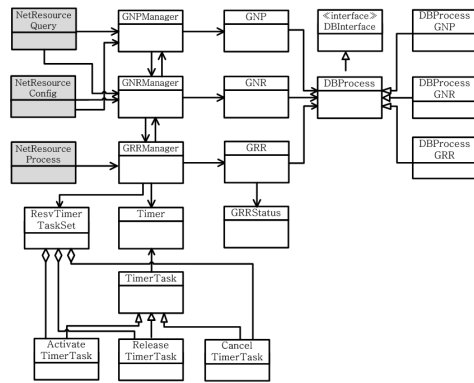 NetResource
Query
GNPManager
GNP
≪interface≫
DBInterface
DBProcess
GNP
NetResource
Config
GNRManager
GNR
DBProcess
DBProcess
GNR
NetResource
Process
GRRManager
GRR
DBProcess
GRR
ResvTimer
TaskSet
Timer
GRRStatus
TimerTask
Activate
TimerTask
Release
TimerTask
Cancel
TimerTask